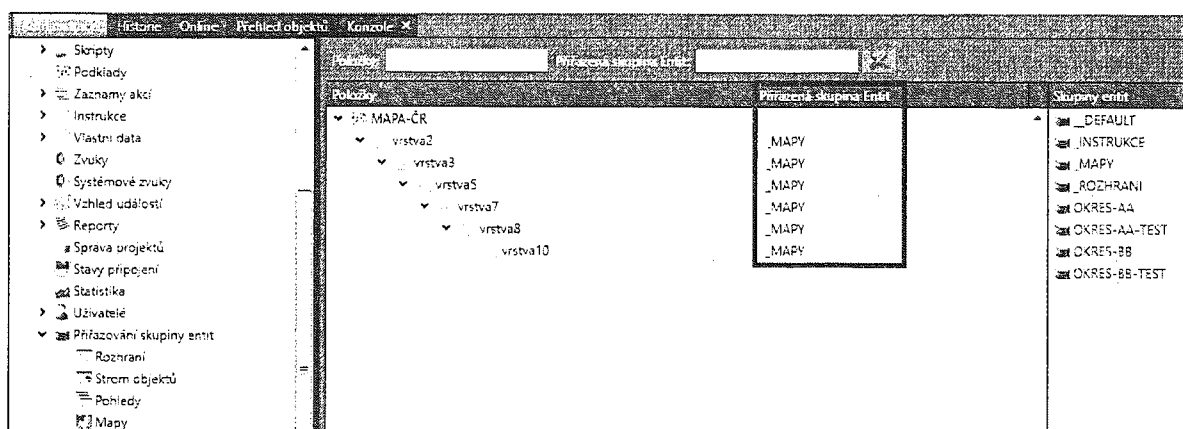 Historie Online Přehled objektů Konzole ×
Skripty
Podklady
Zaznamy akcí
Instrukce
Vlastní data
Zvuky
Systémové zvuky
Vzhled událostí
Reporty
Sprava projektů
Stavy připojení
Statistika
Uživatelé
Přiřazování skupiny entit
Rozhraní
Strom objektů
Pohledy
Mapy
Položky: Přiřazená skupina Entit:
Položky Přiřazená skupina Entit Skupiny entit
MAPA-ČR
vrstva2 _MAPY
vrstva3 _MAPY
vrstva5 _MAPY
vrstva7 _MAPY
vrstva8 _MAPY
vrstva10 _MAPY
__DEFAULT
_INSTRUKCE
_MAPY
_ROZHRANI
OKRES-AA
OKRES-AA-TEST
OKRES-BB
OKRES-BB-TEST